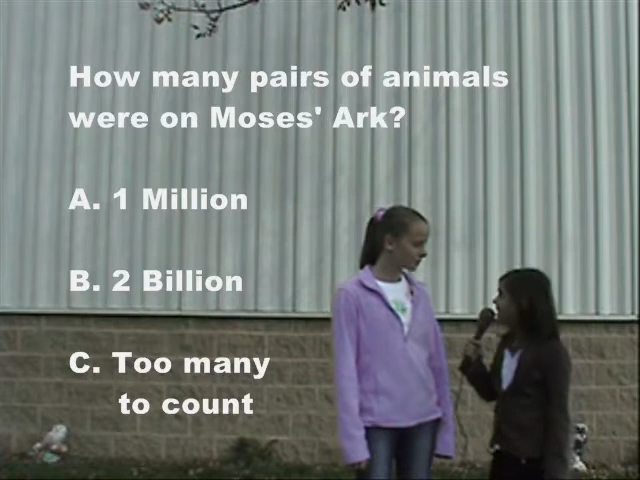 How many pairs of animals
were on Moses' Ark?
A. 1 Million
B. 2 Billion
C. Too many
to count